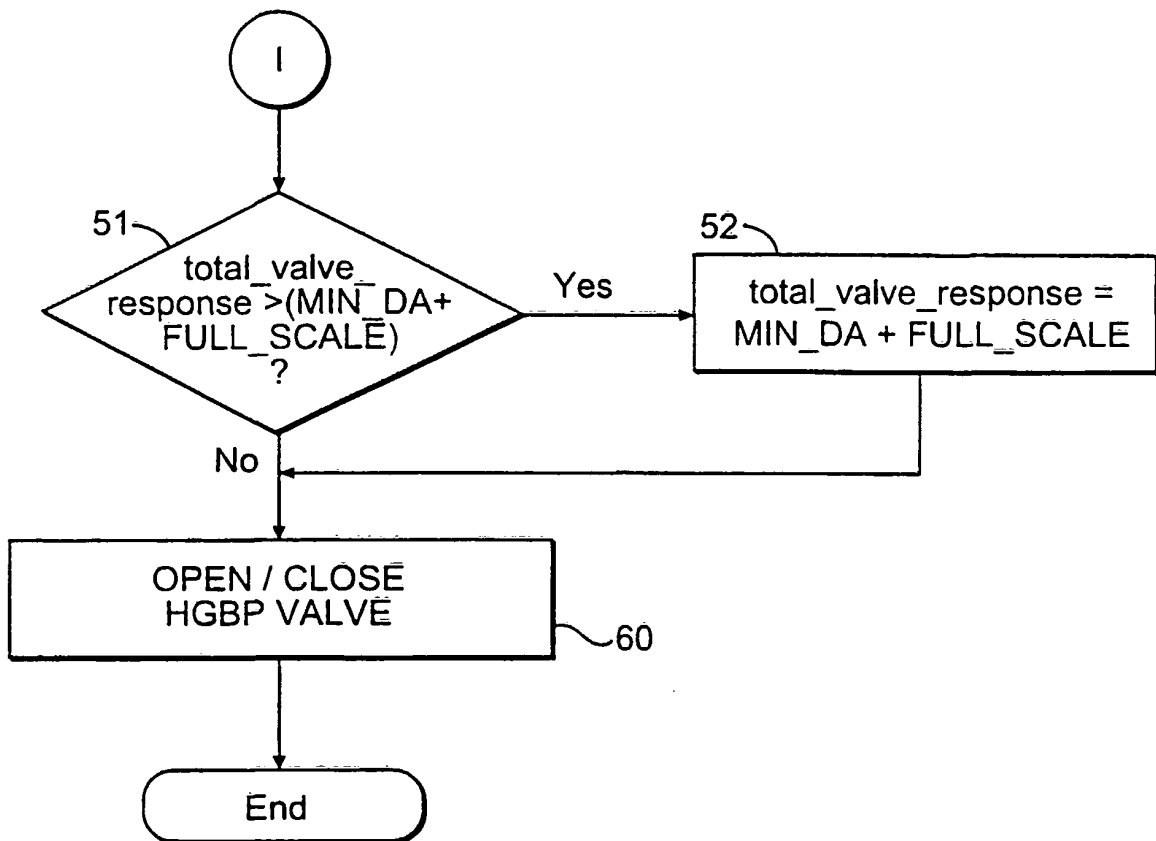 I
51
total_valve_
response >(MIN_DA+
FULL_SCALE)
?
Yes
52
total_valve_response =
MIN_DA + FULL_SCALE
No
OPEN / CLOSE
HGBP VALVE
60
End